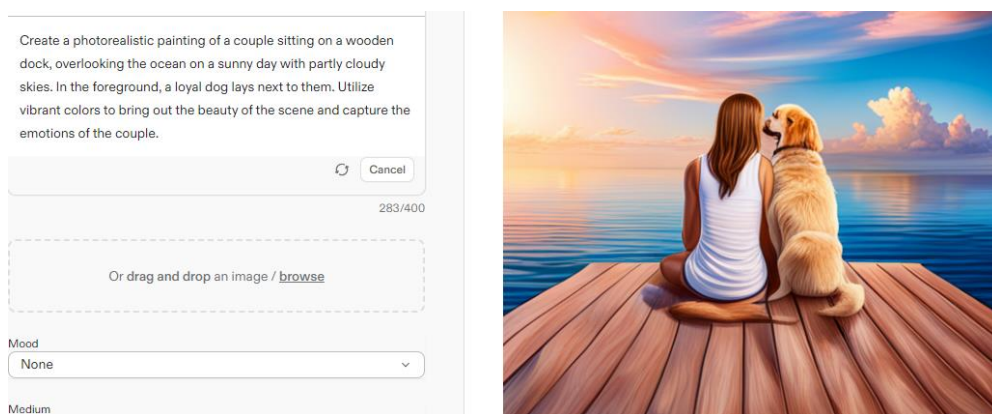 Create a photorealistic painting of a couple sitting on a wooden
dock, overlooking the ocean on a sunny day with partly cloudy
skies. In the foreground, a loyal dog lays next to them. Utilize
vibrant colors to bring out the beauty of the scene and capture the
emotions of the couple.
Cancel
283/400
Or drag and drop an image / browse
Mood
None
Medium